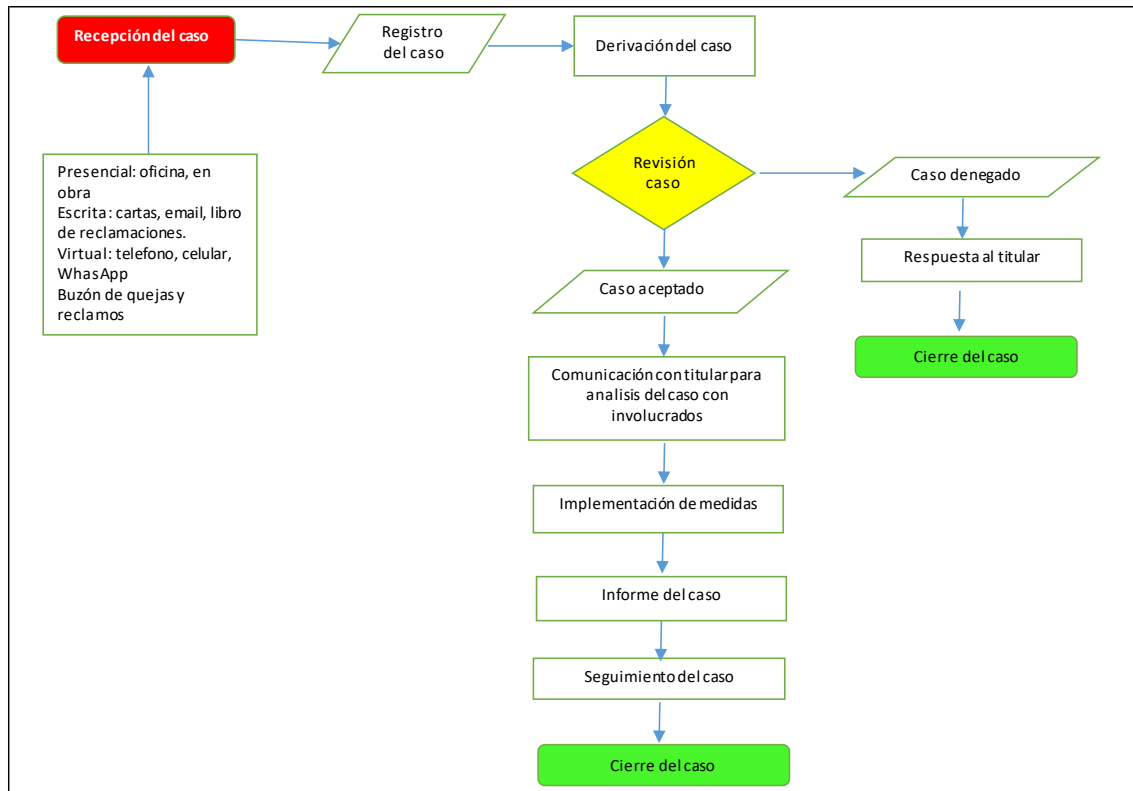 Recepción del caso
Registro
del caso
Derivación del caso
Presencial: oficina, en
obra
Escrita: cartas, email, libro
de reclamaciones.
Virtual: telefono, celular,
WhasApp
Buzón de quejas y
reclamos
Revisión
caso
Caso denegado
Respuesta al titular
Cierre del caso
Caso aceptado
Comunicación con titular para
analisis del caso con
involucrados
Implementación de medidas
Informe del caso
Seguimiento del caso
Cierre del caso